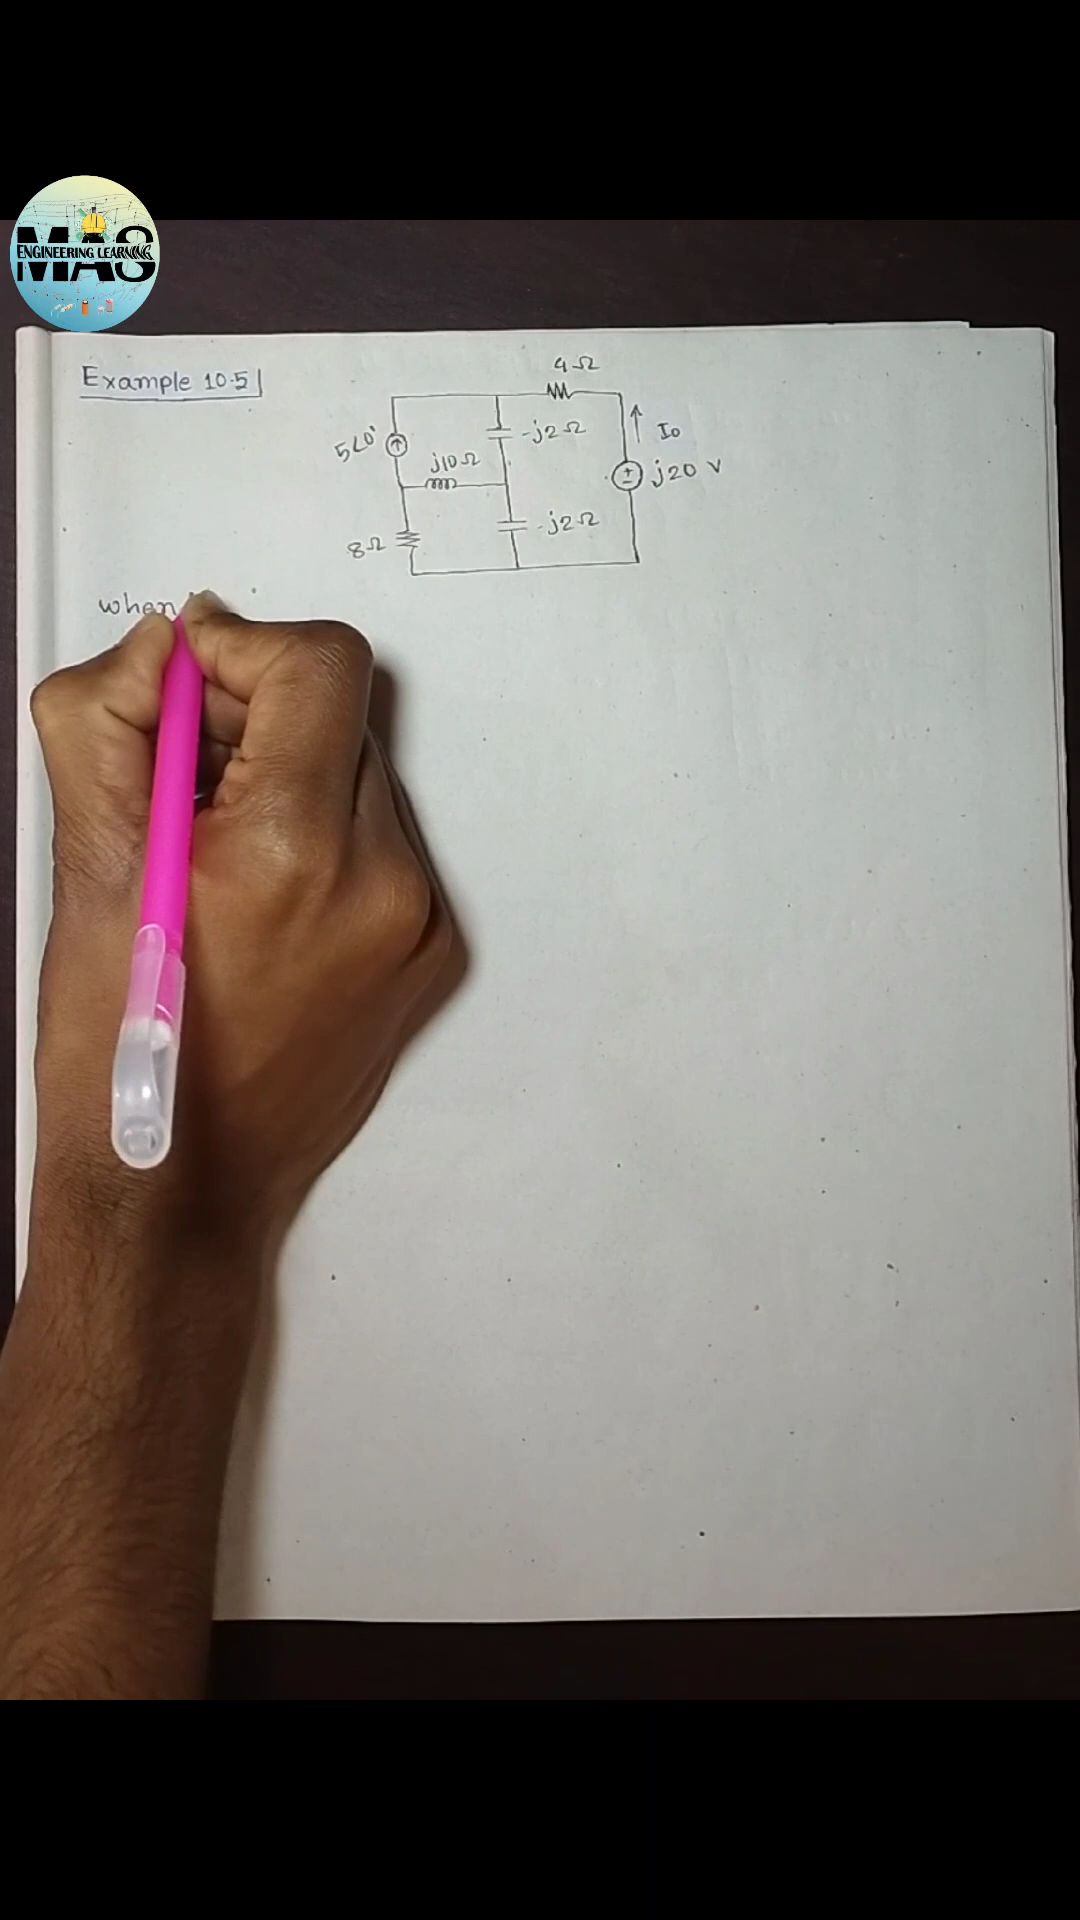 MAS
ENGINEERING LEARNING
Example 10.5
4Ω
5∠0°
-j2Ω
Io
j10Ω
j20 V
-j2Ω
8Ω
when